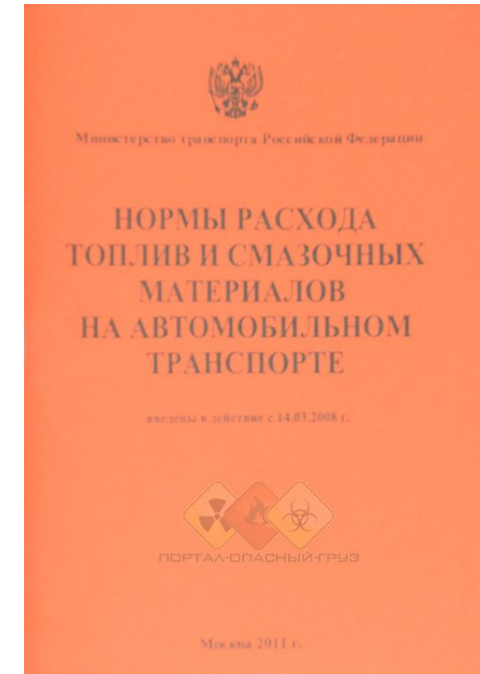 Министерство транспорта Российской Федерации
НОРМЫ РАСХОДА
ТОПЛИВ И СМАЗОЧНЫХ
МАТЕРИАЛОВ
НА АВТОМОБИЛЬНОМ
ТРАНСПОРТЕ
введены в действие с 14.03.2008 г.
ПОРТАЛ-ОПАСНЫЙ-ГРУЗ
Москва 2011 г.